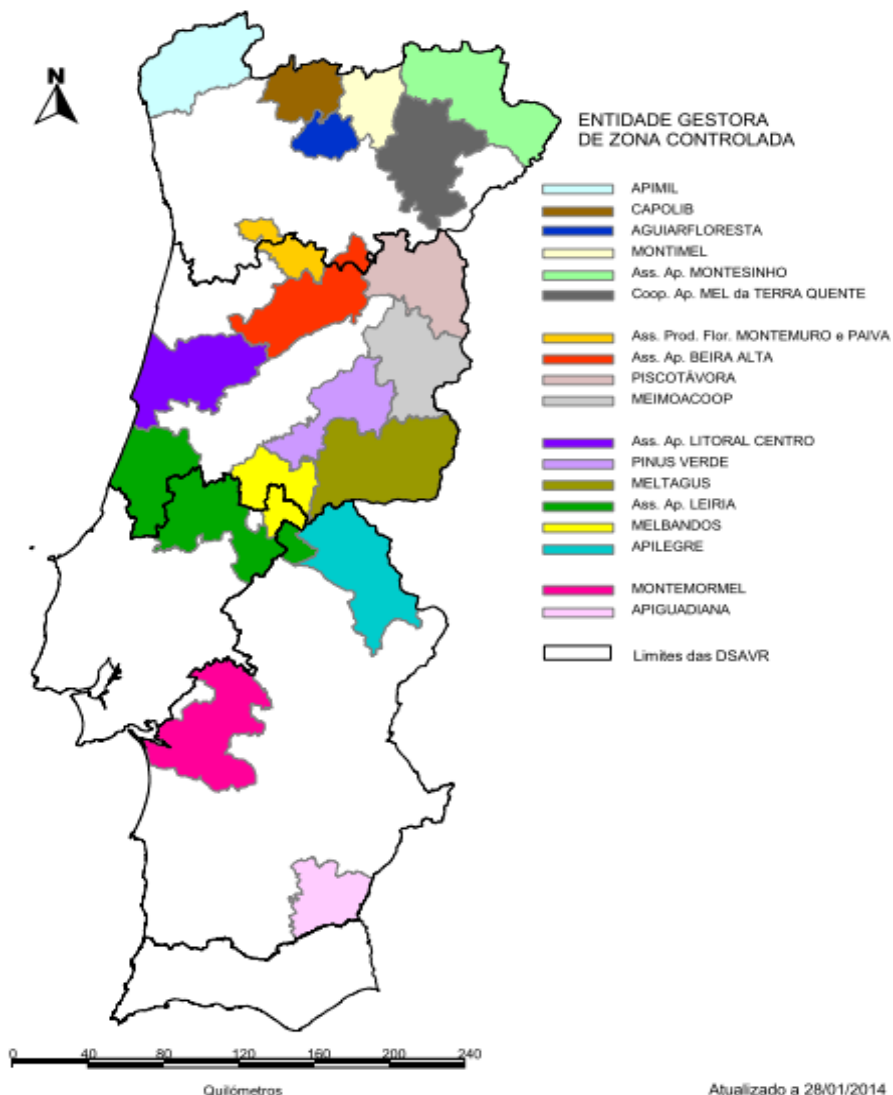 N
ENTIDADE GESTORA
DE ZONA CONTROLADA
APIMIL
CAPOLIB
AGUIARFLORESTA
MONTIMEL
Ass. Ap. MONTESINHO
Coop. Ap. MEL da TERRA QUENTE
Ass. Prod. Flor. MONTEMURO e PAIVA
Ass. Ap. BEIRA ALTA
PISCOTÁVORA
MEIMOACOOP
Ass. Ap. LITORAL CENTRO
PINUS VERDE
MELTAGUS
Ass. Ap. LEIRIA
MELBANDOS
APILEGRE
MONTEMORMEL
APIGUADIANA
Limites das DSAVR
0 40 80 120 160 200 240
Quilómetros
Atualizado a 28/01/2014